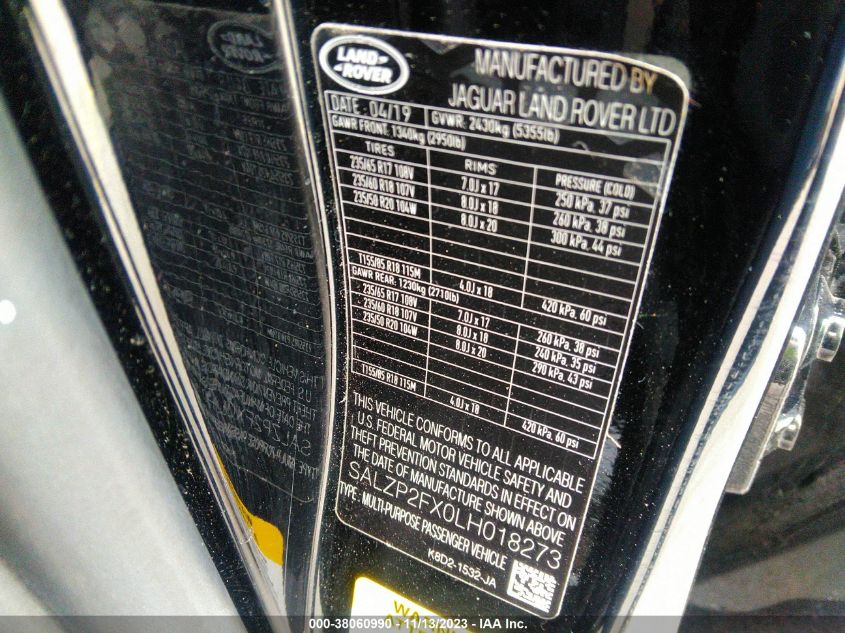 LAND ROVER
MANUFACTURED BY
JAGUAR LAND ROVER LTD
DATE: 04/19 GVWR: 2430kg (5355lb)
GAWR FRONT: 1340kg (2950lb)
TIRES RIMS PRESSURE (COLD)
235/65 R17 108V 7.0J x 17 250 kPa, 37 psi
235/60 R18 107V 8.0J x 18 260 kPa, 38 psi
235/50 R20 104W 8.0J x 20 300 kPa, 44 psi
T155/85 R18 115M 4.0J x 18 420 kPa, 60 psi
GAWR REAR: 1230kg (2710lb)
235/65 R17 108V 7.0J x 17 260 kPa, 38 psi
235/60 R18 107V 8.0J x 18 240 kPa, 35 psi
235/50 R20 104W 8.0J x 20 290 kPa, 43 psi
T155/85 R18 115M 4.0J x 18 420 kPa, 60 psi
THIS VEHICLE CONFORMS TO ALL APPLICABLE
U.S. FEDERAL MOTOR VEHICLE SAFETY AND
THEFT PREVENTION STANDARDS IN EFFECT ON
THE DATE OF MANUFACTURE SHOWN ABOVE
SALZP2FX0LH018273
TYPE: MULTI-PURPOSE PASSENGER VEHICLE
K8D2-1532-JA
000-38060990 - 11/13/2023 - IAA Inc.